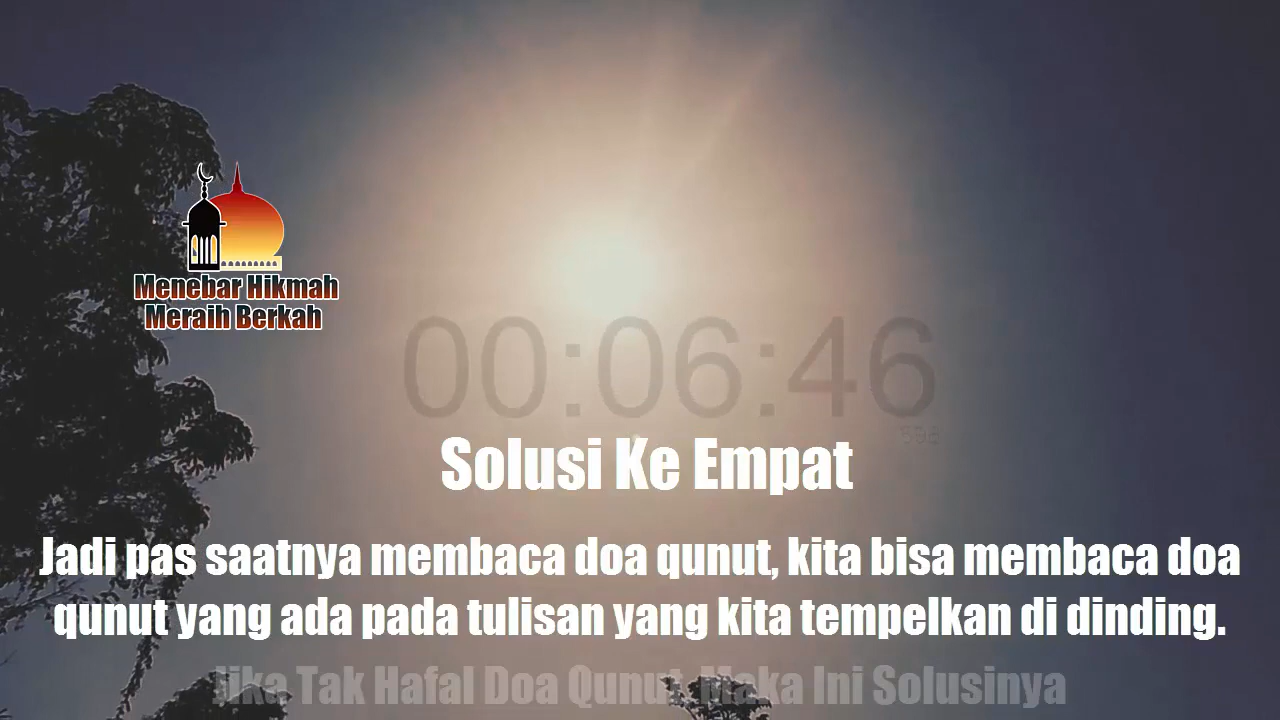 Menebar Hikmah
Meraih Berkah
00:06:46
Solusi Ke Empat
Jadi pas saatnya membaca doa qunut, kita bisa membaca doa
qunut yang ada pada tulisan yang kita tempelkan di dinding.
Jika Tak Hafal Doa Qunut, Maka Ini Solusinya